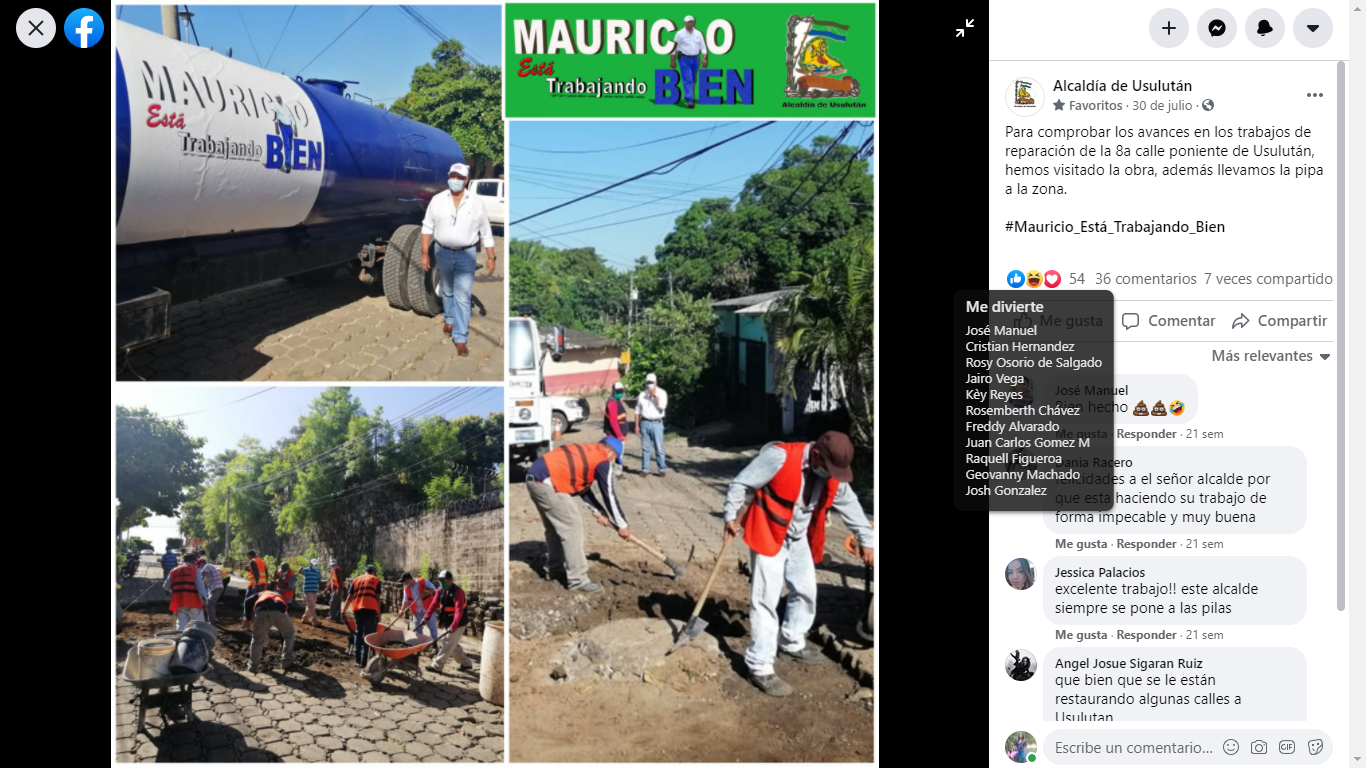 MAURICIO
Está
Trabajando
BIEN
MAURICIO
Está
Trabajando
BIEN
Alcaldía de Usulután
Alcaldía de Usulután
Favoritos · 30 de julio ·
Para comprobar los avances en los trabajos de
reparación de la 8a calle poniente de Usulután,
hemos visitado la obra, además llevamos la pipa
a la zona.
#Mauricio_Está_Trabajando_Bien
54 36 comentarios 7 veces compartido
Me gusta Comentar Compartir
Más relevantes
Me divierte
José Manuel
Cristian Hernandez
Rosy Osorio de Salgado
Jairo Vega
Kèy Reyes
Rosemberth Chávez
Freddy Alvarado
Juan Carlos Gomez M
Raquell Figueroa
Geovanny Machado
Josh Gonzalez
José Manuel
Bien hecho 💩💩🤣
Me gusta · Responder · 21 sem
Dania Racero
felicidades a el señor alcalde por
que esta haciendo su trabajo de
forma impecable y muy buena
Me gusta · Responder · 21 sem
Jessica Palacios
excelente trabajo!! este alcalde
siempre se pone a las pilas
Me gusta · Responder · 21 sem
Angel Josue Sigaran Ruiz
que bien que se le están
restaurando algunas calles a
Usulutan
Escribe un comentario...
GIF